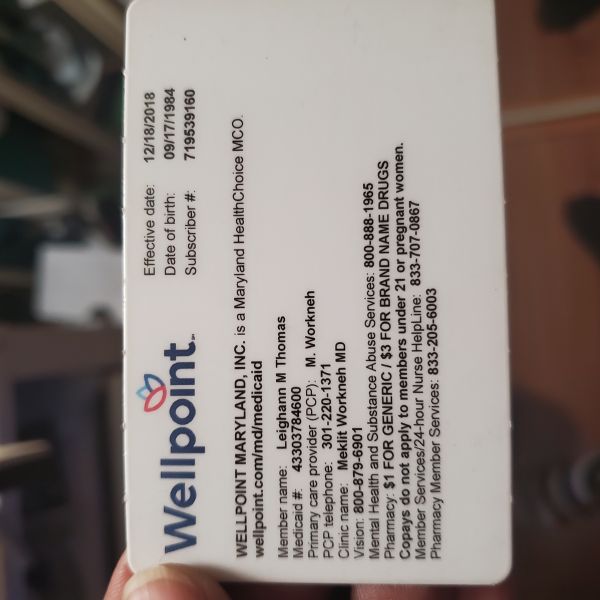 Wellpoint™
Effective date: 12/18/2018
Date of birth: 09/17/1984
Subscriber #: 719539160
WELLPOINT MARYLAND, INC. is a Maryland HealthChoice MCO.
wellpoint.com/md/medicaid
Member name: Leighann M Thomas
Medicaid #: 43303784600
Primary care provider (PCP): M. Workneh
PCP telephone: 301-220-1371
Clinic name: Meklit Workneh MD
Vision: 800-879-6901
Mental Health and Substance Abuse Services: 800-888-1965
Pharmacy: $1 FOR GENERIC / $3 FOR BRAND NAME DRUGS
Copays do not apply to members under 21 or pregnant women.
Member Services/24-hour Nurse HelpLine: 833-707-0867
Pharmacy Member Services: 833-205-6003